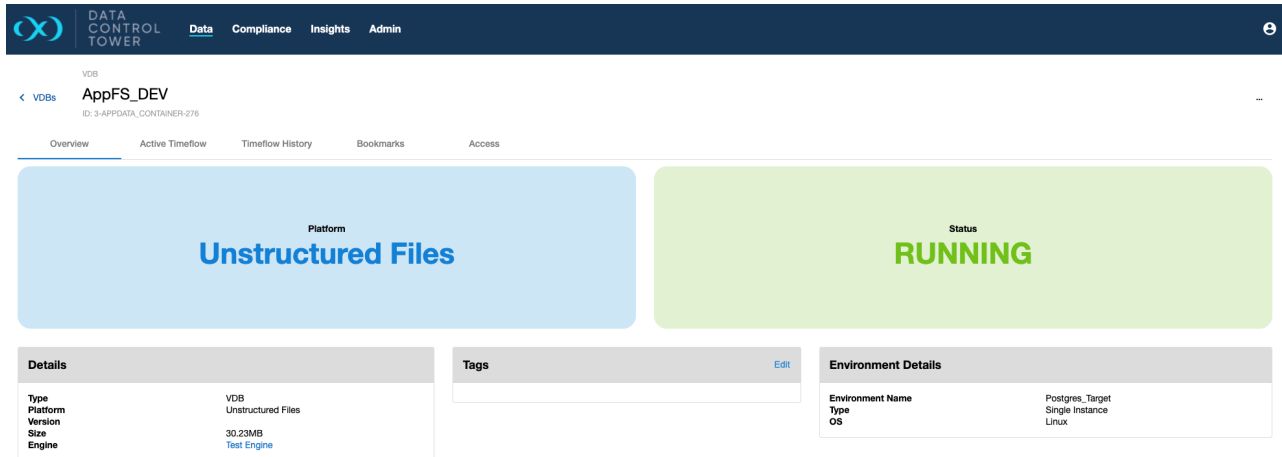 DATA
CONTROL
TOWER
Data Compliance Insights Admin
VDB
VDBs
AppFS_DEV
ID: 3-APPDATA_CONTAINER-276
...
Overview Active Timeflow Timeflow History Bookmarks Access
Platform
Unstructured Files
Status
RUNNING
Details
Type VDB
Platform Unstructured Files
Version
Size 30.23MB
Engine Test Engine
Tags Edit
Environment Details
Environment Name Postgres_Target
Type Single Instance
OS Linux